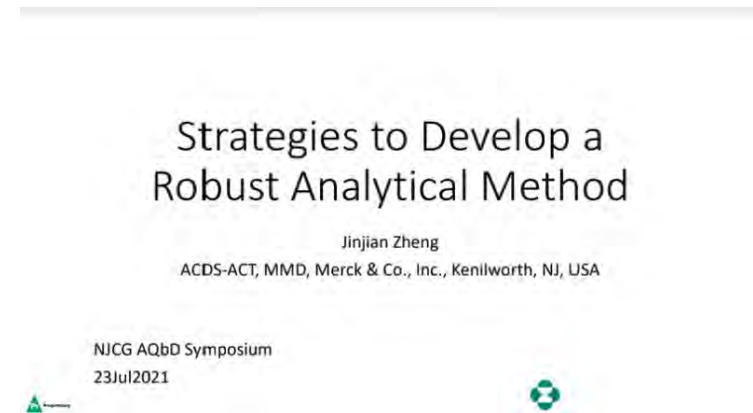 Strategies to Develop a
Robust Analytical Method
Jinjian Zheng
ACDS-ACT, MMD, Merck & Co., Inc., Kenilworth, NJ, USA
NJCG AQbD Symposium
23Jul2021